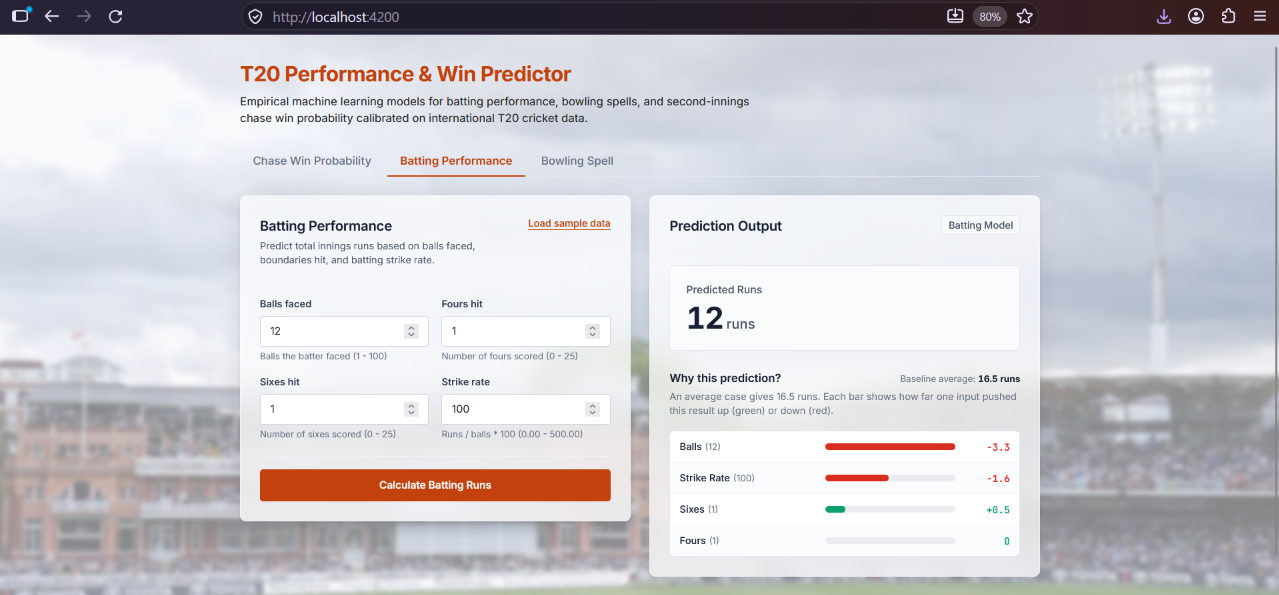 http://localhost:4200
80%
T20 Performance & Win Predictor
Empirical machine learning models for batting performance, bowling spells, and second-innings
chase win probability calibrated on international T20 cricket data.
Chase Win Probability
Batting Performance
Bowling Spell
Batting Performance
Load sample data
Predict total innings runs based on balls faced,
boundaries hit, and batting strike rate.
Balls faced
Fours hit
12
1
Balls the batter faced (1 - 100)
Number of fours scored (0 - 25)
Sixes hit
Strike rate
1
100
Number of sixes scored (0 - 25)
Runs / balls * 100 (0.00 - 500.00)
Calculate Batting Runs
Prediction Output
Batting Model
Predicted Runs
12 runs
Why this prediction?
Baseline average: 16.5 runs
An average case gives 16.5 runs. Each bar shows how far one input pushed
this result up (green) or down (red).
Balls (12)
-3.3
Strike Rate (100)
-1.6
Sixes (1)
+0.5
Fours (1)
0